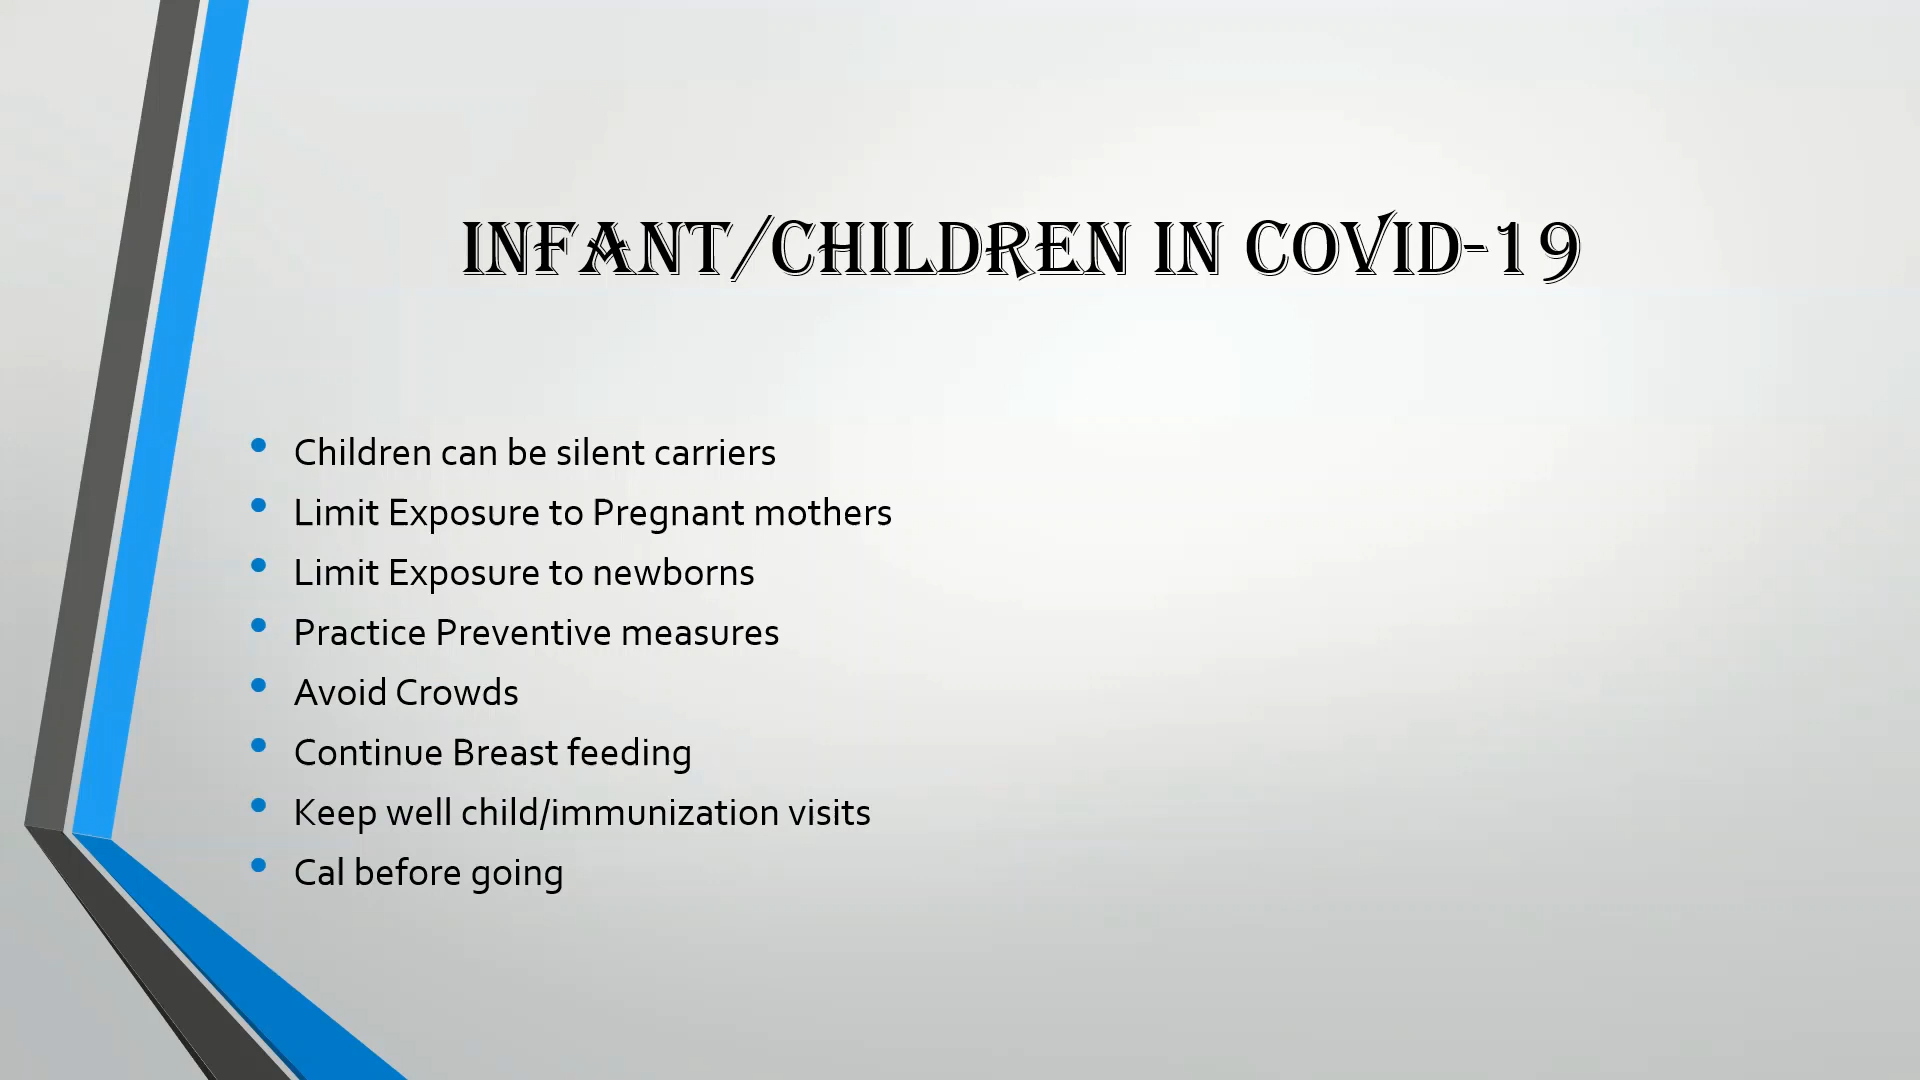 INFANT/CHILDREN IN COVID-19
Children can be silent carriers
Limit Exposure to Pregnant mothers
Limit Exposure to newborns
Practice Preventive measures
Avoid Crowds
Continue Breast feeding
Keep well child/immunization visits
Cal before going